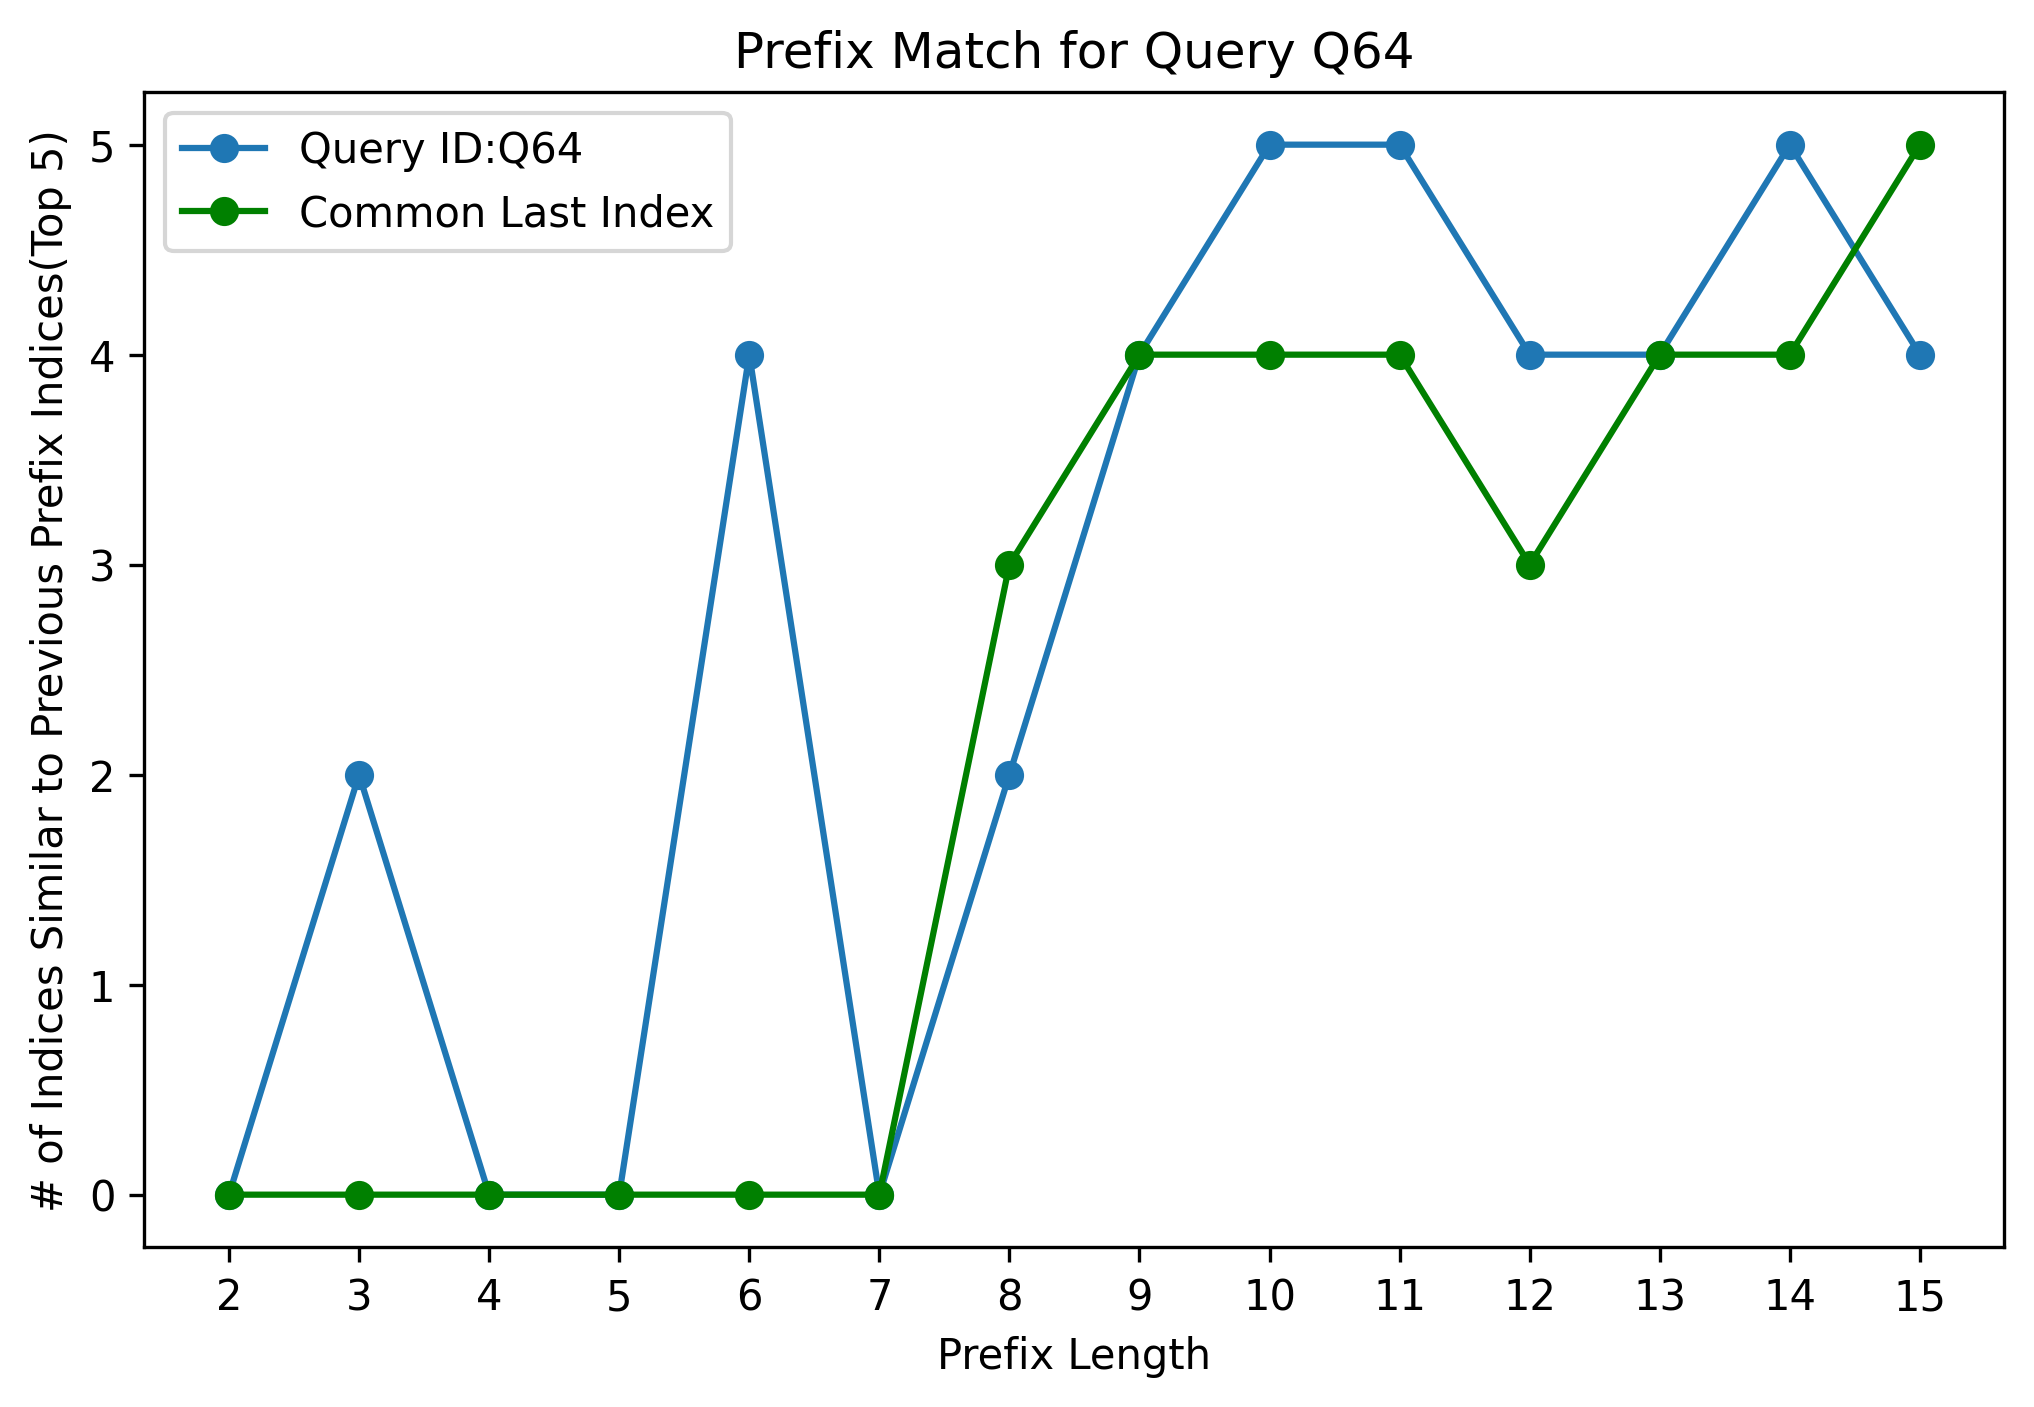 Prefix Match for Query Q64
Query ID:Q64
Common Last Index
# of Indices Similar to Previous Prefix Indices(Top 5)
5
4
3
2
1
0
2 3 4 5 6 7 8 9 10 11 12 13 14 15
Prefix Length